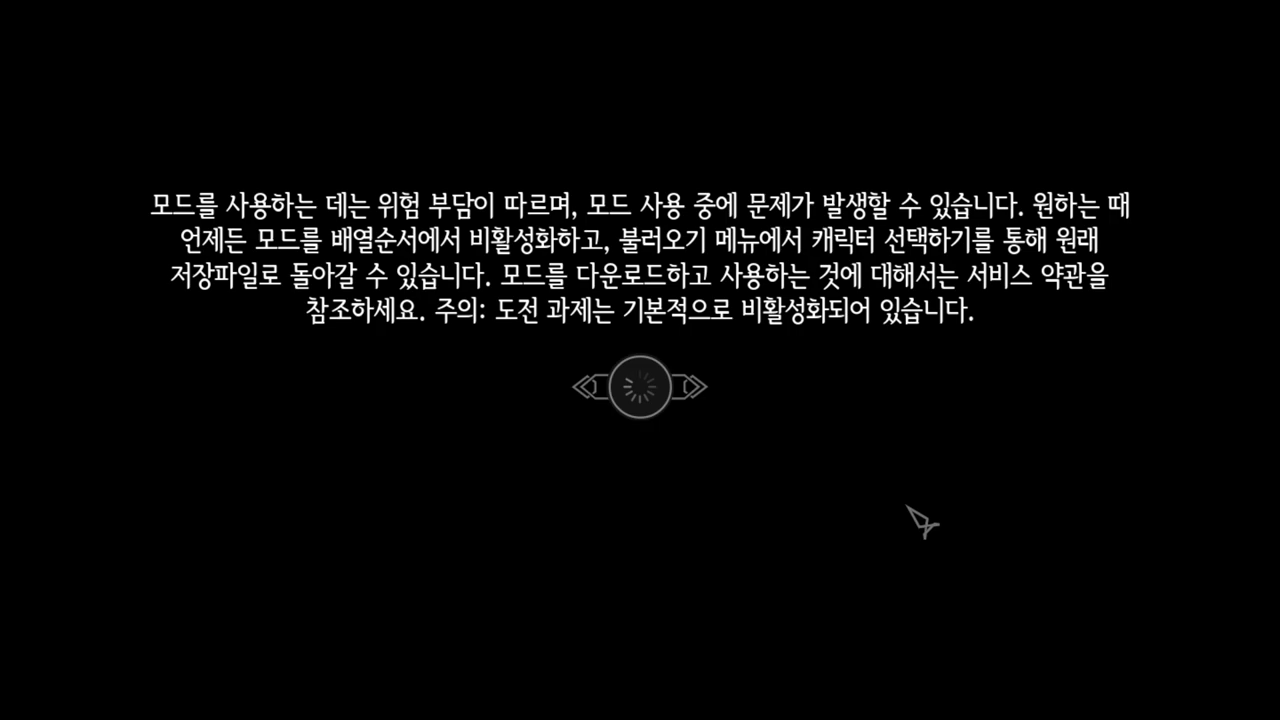 모드를 사용하는 데는 위험 부담이 따르며, 모드 사용 중에 문제가 발생할 수 있습니다. 원하는 때
언제든 모드를 배열순서에서 비활성화하고, 불러오기 메뉴에서 캐릭터 선택하기를 통해 원래
저장파일로 돌아갈 수 있습니다. 모드를 다운로드하고 사용하는 것에 대해서는 서비스 약관을
참조하세요. 주의: 도전 과제는 기본적으로 비활성화되어 있습니다.